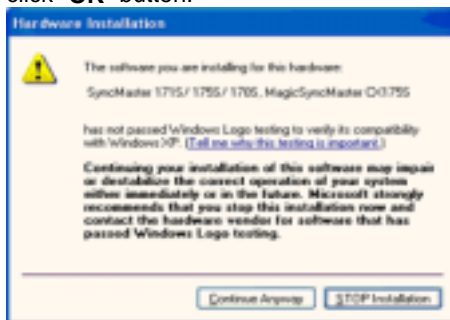 click "OK" button.
Hardware Installation
The software you are installing for this hardware:
SyncMaster 171S/ 175S/ 170S, MagicSyncMaster CX175S
has not passed Windows Logo testing to verify its compatibility
with Windows XP. (Tell me why this testing is important.)
Continuing your installation of this software may impair
or destabilize the correct operation of your system
either immediately or in the future. Microsoft strongly
recommends that you stop this installation now and
contact the hardware vendor for software that has
passed Windows Logo testing.
Continue Anyway
STOP Installation